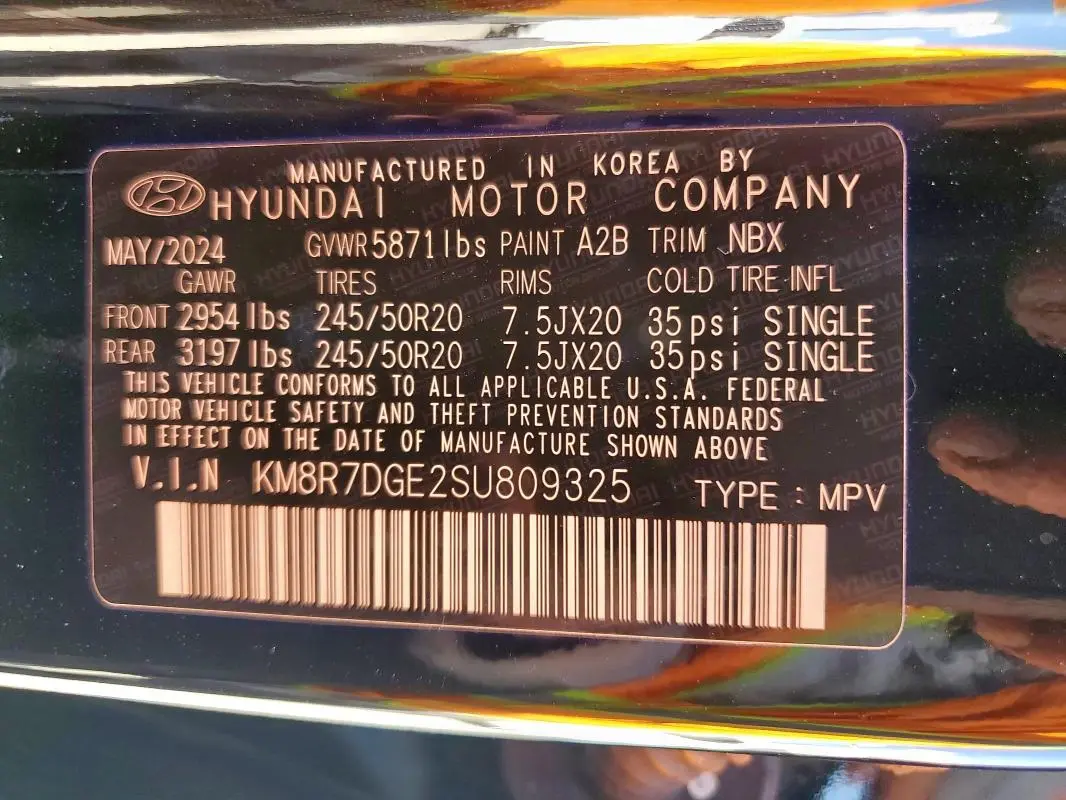 MANUFACTURED IN KOREA BY
HYUNDAI MOTOR COMPANY
MAY/2024 GVWR 5871 lbs PAINT A2B TRIM NBX
GAWR TIRES RIMS COLD TIRE INFL
FRONT 2954 lbs 245/50R20 7.5JX20 35psi SINGLE
REAR 3197 lbs 245/50R20 7.5JX20 35psi SINGLE
THIS VEHICLE CONFORMS TO ALL APPLICABLE U.S.A. FEDERAL
MOTOR VEHICLE SAFETY AND THEFT PREVENTION STANDARDS
IN EFFECT ON THE DATE OF MANUFACTURE SHOWN ABOVE
V.I.N KM8R7DGE2SU809325 TYPE : MPV